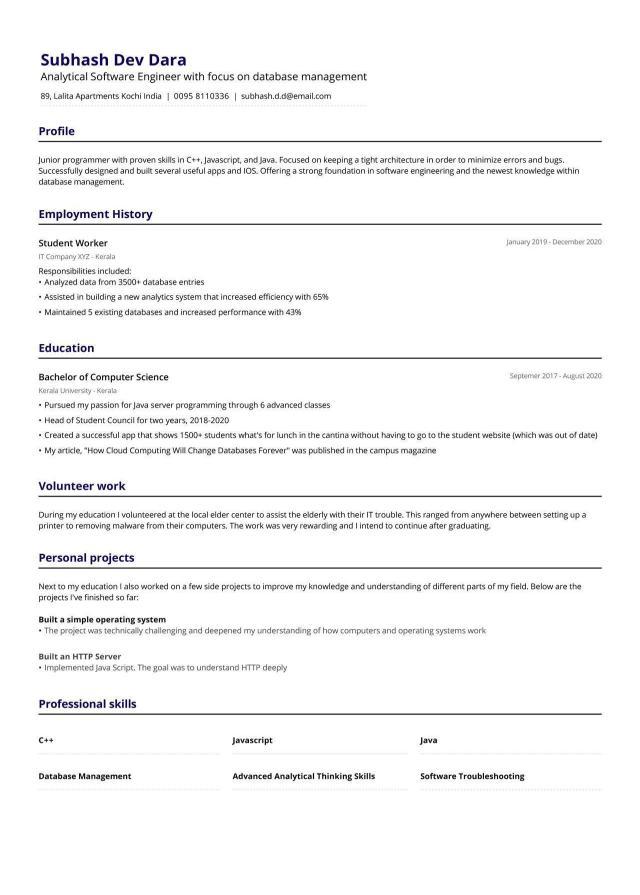 Subhash Dev Dara
Analytical Software Engineer with focus on database management
89, Lalita Apartments Kochi India | 0095 8110336 | subhash.d.d@email.com
Profile
Junior programmer with proven skills in C++, Javascript, and Java. Focused on keeping a tight architecture in order to minimize errors and bugs.
Successfully designed and built several useful apps and IOS. Offering a strong foundation in software engineering and the newest knowledge within
database management.
Employment History
Student Worker January 2019 - December 2020
IT Company XYZ - Kerala
Responsibilities included:
• Analyzed data from 3500+ database entries
• Assisted in building a new analytics system that increased efficiency with 65%
• Maintained 5 existing databases and increased performance with 43%
Education
Bachelor of Computer Science Septemer 2017 - August 2020
Kerala University - Kerala
• Pursued my passion for Java server programming through 6 advanced classes
• Head of Student Council for two years, 2018-2020
• Created a successful app that shows 1500+ students what's for lunch in the cantina without having to go to the student website (which was out of date)
• My article, "How Cloud Computing Will Change Databases Forever" was published in the campus magazine
Volunteer work
During my education I volunteered at the local elder center to assist the elderly with their IT trouble. This ranged from anywhere between setting up a
printer to removing malware from their computers. The work was very rewarding and I intend to continue after graduating.
Personal projects
Next to my education I also worked on a few side projects to improve my knowledge and understanding of different parts of my field. Below are the
projects I've finished so far:
Built a simple operating system
• The project was technically challenging and deepened my understanding of how computers and operating systems work
Built an HTTP Server
• Implemented Java Script. The goal was to understand HTTP deeply
Professional skills
C++ Javascript Java
Database Management Advanced Analytical Thinking Skills Software Troubleshooting